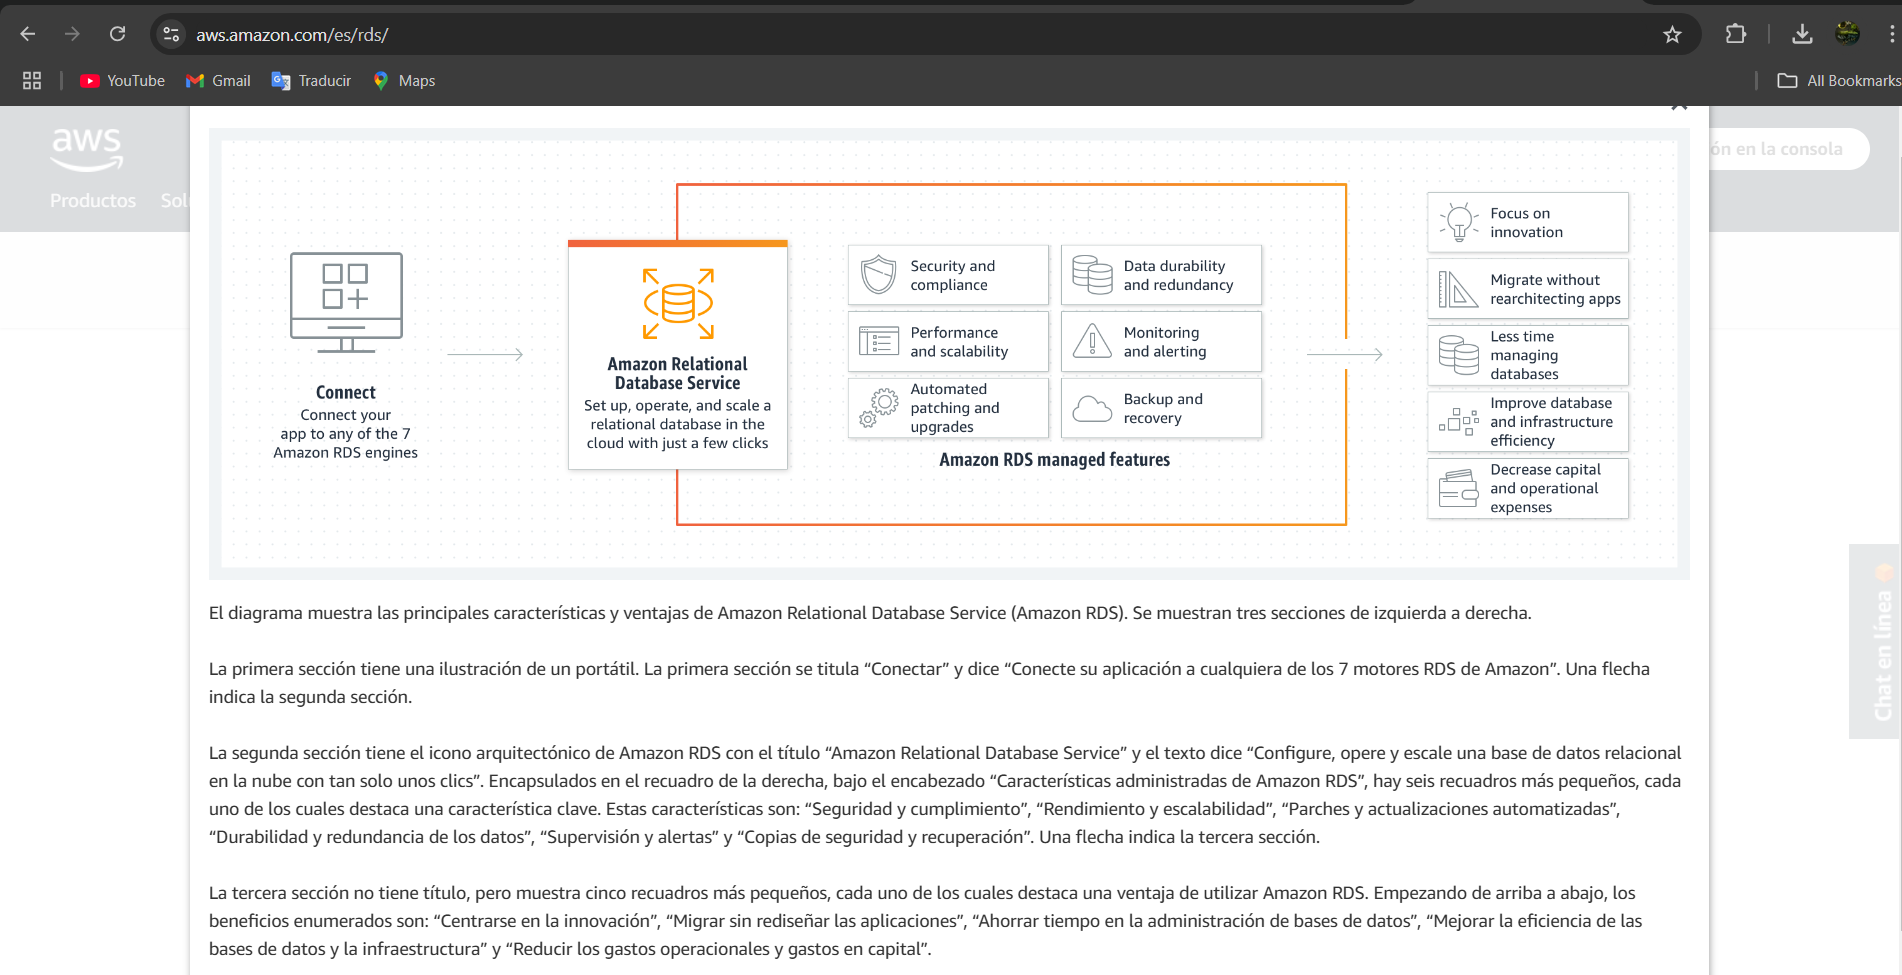 aws.amazon.com/es/rds/
YouTube
Gmail
Traducir
Maps
All Bookmarks
aws
ón en la consola
Productos
Sol
Connect
Connect your
app to any of the 7
Amazon RDS engines
Amazon Relational
Database Service
Set up, operate, and scale a
relational database in the
cloud with just a few clicks
Security and
compliance
Data durability
and redundancy
Performance
and scalability
Monitoring
and alerting
Automated
patching and
upgrades
Backup and
recovery
Amazon RDS managed features
Focus on
innovation
Migrate without
rearchitecting apps
Less time
managing
databases
Improve database
and infrastructure
efficiency
Decrease capital
and operational
expenses
El diagrama muestra las principales características y ventajas de Amazon Relational Database Service (Amazon RDS). Se muestran tres secciones de izquierda a derecha.
La primera sección tiene una ilustración de un portátil. La primera sección se titula “Conectar” y dice “Conecte su aplicación a cualquiera de los 7 motores RDS de Amazon”. Una flecha
indica la segunda sección.
La segunda sección tiene el icono arquitectónico de Amazon RDS con el título “Amazon Relational Database Service” y el texto dice “Configure, opere y escale una base de datos relacional
en la nube con tan solo unos clics”. Encapsulados en el recuadro de la derecha, bajo el encabezado “Características administradas de Amazon RDS”, hay seis recuadros más pequeños, cada
uno de los cuales destaca una característica clave. Estas características son: “Seguridad y cumplimiento”, “Rendimiento y escalabilidad”, “Parches y actualizaciones automatizadas”,
“Durabilidad y redundancia de los datos”, “Supervisión y alertas” y “Copias de seguridad y recuperación”. Una flecha indica la tercera sección.
La tercera sección no tiene título, pero muestra cinco recuadros más pequeños, cada uno de los cuales destaca una ventaja de utilizar Amazon RDS. Empezando de arriba a abajo, los
beneficios enumerados son: “Centrarse en la innovación”, “Migrar sin rediseñar las aplicaciones”, “Ahorrar tiempo en la administración de bases de datos”, “Mejorar la eficiencia de las
bases de datos y la infraestructura” y “Reducir los gastos operacionales y gastos en capital”.
Chat en línea